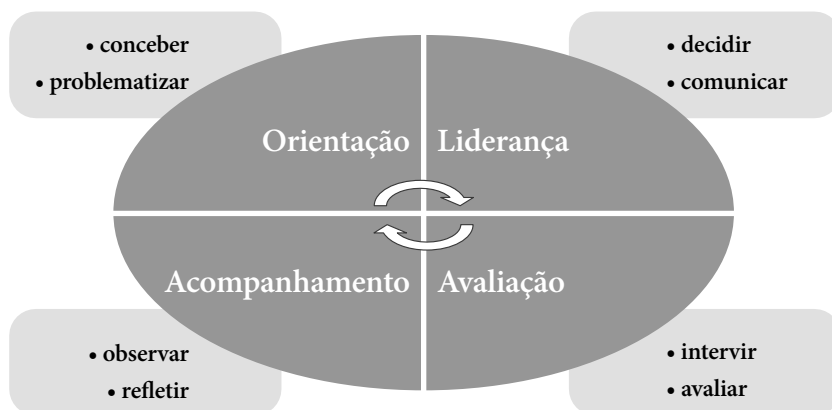 • conceber
• problematizar
• decidir
• comunicar
Orientação
Liderança
Acompanhamento
Avaliação
• observar
• refletir
• intervir
• avaliar